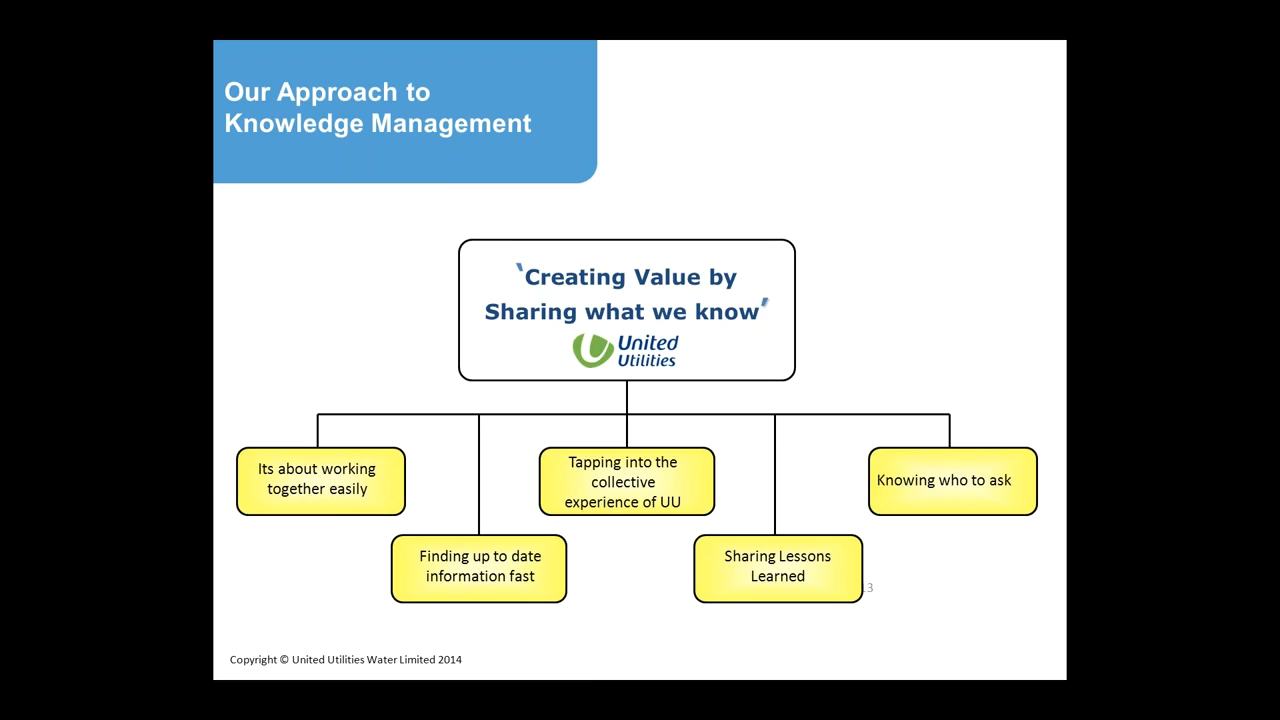 Our Approach to
Knowledge Management
‵Creating Value by
Sharing what we know′
United
Utilities
Its about working
together easily
Finding up to date
information fast
Tapping into the
collective
experience of UU
Sharing Lessons
Learned
Knowing who to ask
Copyright © United Utilities Water Limited 2014